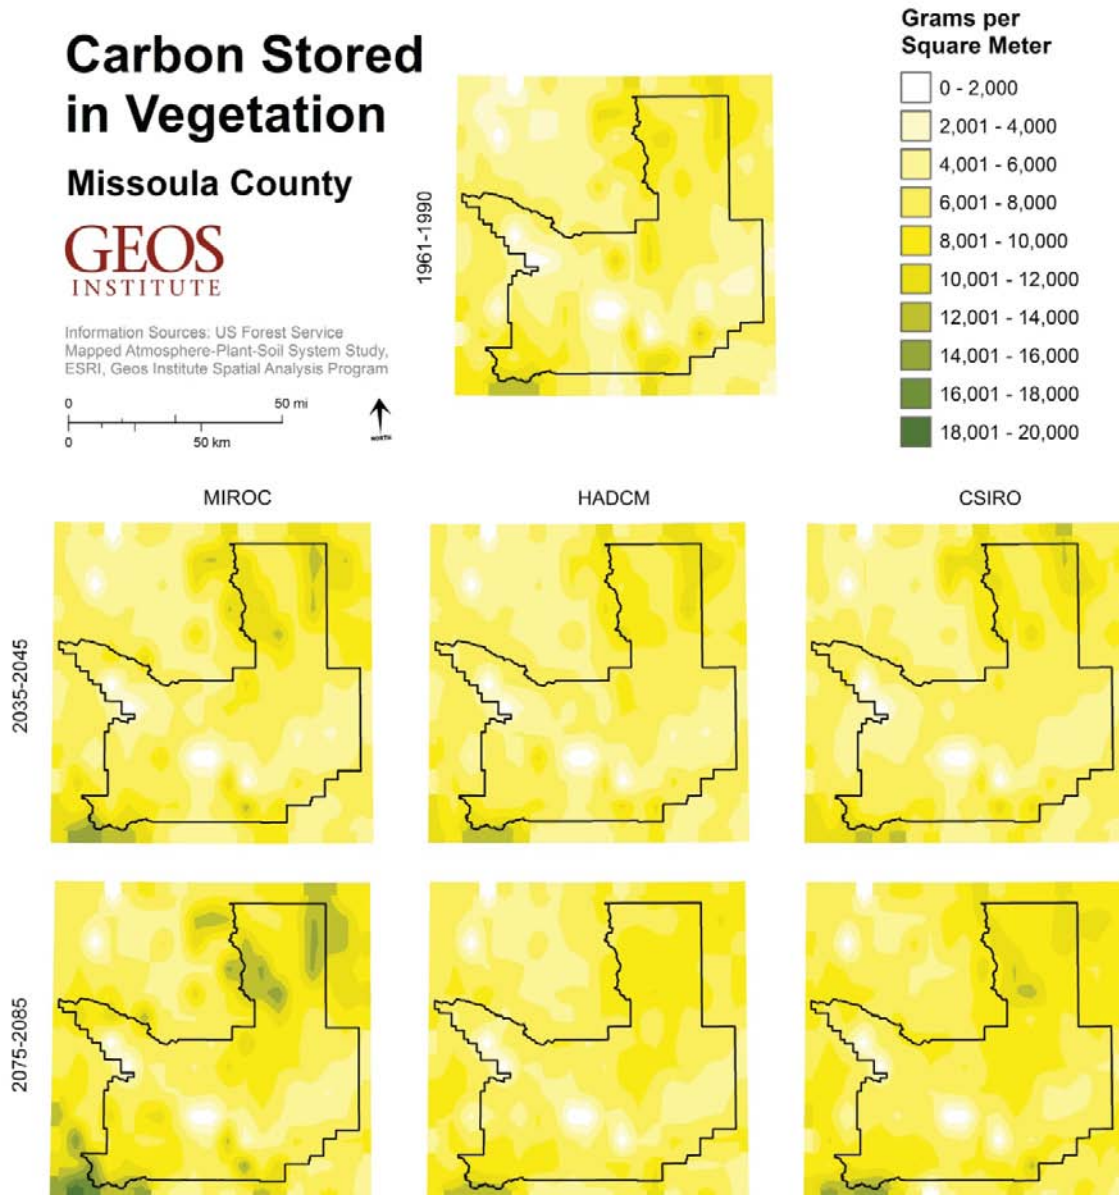 Carbon Stored
in Vegetation
Missoula County
GEOS
INSTITUTE
Information Sources: US Forest Service
Mapped Atmosphere-Plant-Soil System Study,
ESRI, Geos Institute Spatial Analysis Program
0 50 mi
0 50 km
NORTH
1961-1990
Grams per
Square Meter
0 - 2,000
2,001 - 4,000
4,001 - 6,000
6,001 - 8,000
8,001 - 10,000
10,001 - 12,000
12,001 - 14,000
14,001 - 16,000
16,001 - 18,000
18,001 - 20,000
MIROC HADCM CSIRO
2035-2045
2075-2085